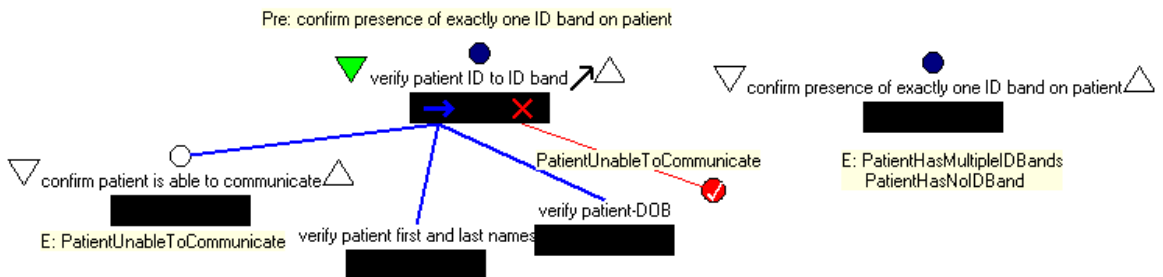 Pre: confirm presence of exactly one ID band on patient
verify patient ID to ID band
confirm presence of exactly one ID band on patient
PatientUnableToCommunicate
E: PatientHasMultipleIDBands
PatientHasNoIDBand
confirm patient is able to communicate
E: PatientUnableToCommunicate
verify patient first and last names
verify patient-DOB